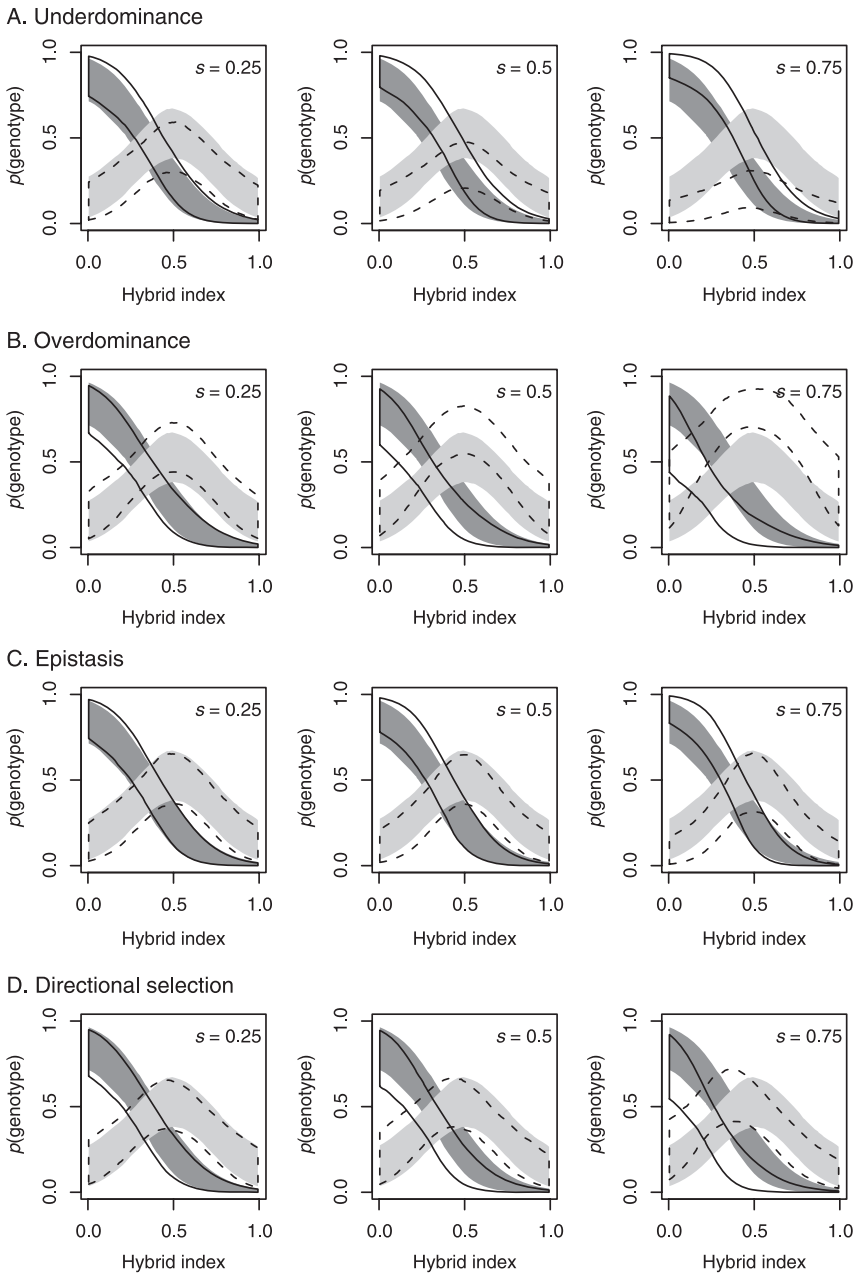 A. Underdominance
s = 0.25
s = 0.5
s = 0.75
p(genotype)
p(genotype)
p(genotype)
0.0 0.5 1.0
0.0 0.5 1.0
0.0 0.5 1.0
0.0 0.5 1.0
0.0 0.5 1.0
0.0 0.5 1.0
Hybrid index
Hybrid index
Hybrid index
B. Overdominance
s = 0.25
s = 0.5
s = 0.75
p(genotype)
p(genotype)
p(genotype)
0.0 0.5 1.0
0.0 0.5 1.0
0.0 0.5 1.0
0.0 0.5 1.0
0.0 0.5 1.0
0.0 0.5 1.0
Hybrid index
Hybrid index
Hybrid index
C. Epistasis
s = 0.25
s = 0.5
s = 0.75
p(genotype)
p(genotype)
p(genotype)
0.0 0.5 1.0
0.0 0.5 1.0
0.0 0.5 1.0
0.0 0.5 1.0
0.0 0.5 1.0
0.0 0.5 1.0
Hybrid index
Hybrid index
Hybrid index
D. Directional selection
s = 0.25
s = 0.5
s = 0.75
p(genotype)
p(genotype)
p(genotype)
0.0 0.5 1.0
0.0 0.5 1.0
0.0 0.5 1.0
0.0 0.5 1.0
0.0 0.5 1.0
0.0 0.5 1.0
Hybrid index
Hybrid index
Hybrid index